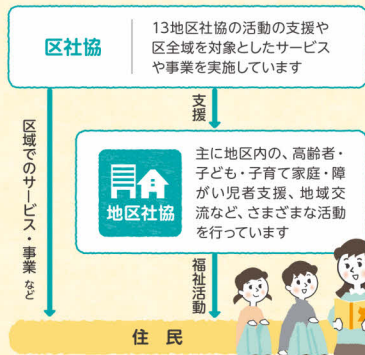 区社協
13地区社協の活動の支援や
区全域を対象としたサービス
や事業を実施しています
支援
区域でのサービス・事業 など
地区社協
主に地区内の、高齢者・
子ども・子育て家庭・障
がい児者支援、地域交
流など、さまざまな活動
を行っています
福祉活動
住民